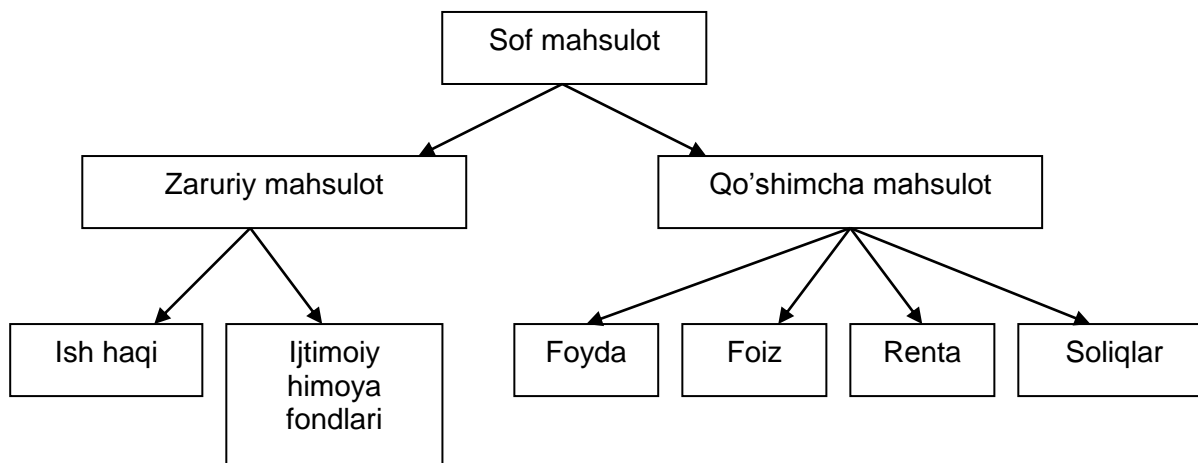 Sof mahsulot
Zaruriy mahsulot
Qo’shimcha mahsulot
Ish haqi
Ijtimoiy
himoya
fondlari
Foyda
Foiz
Renta
Soliqlar